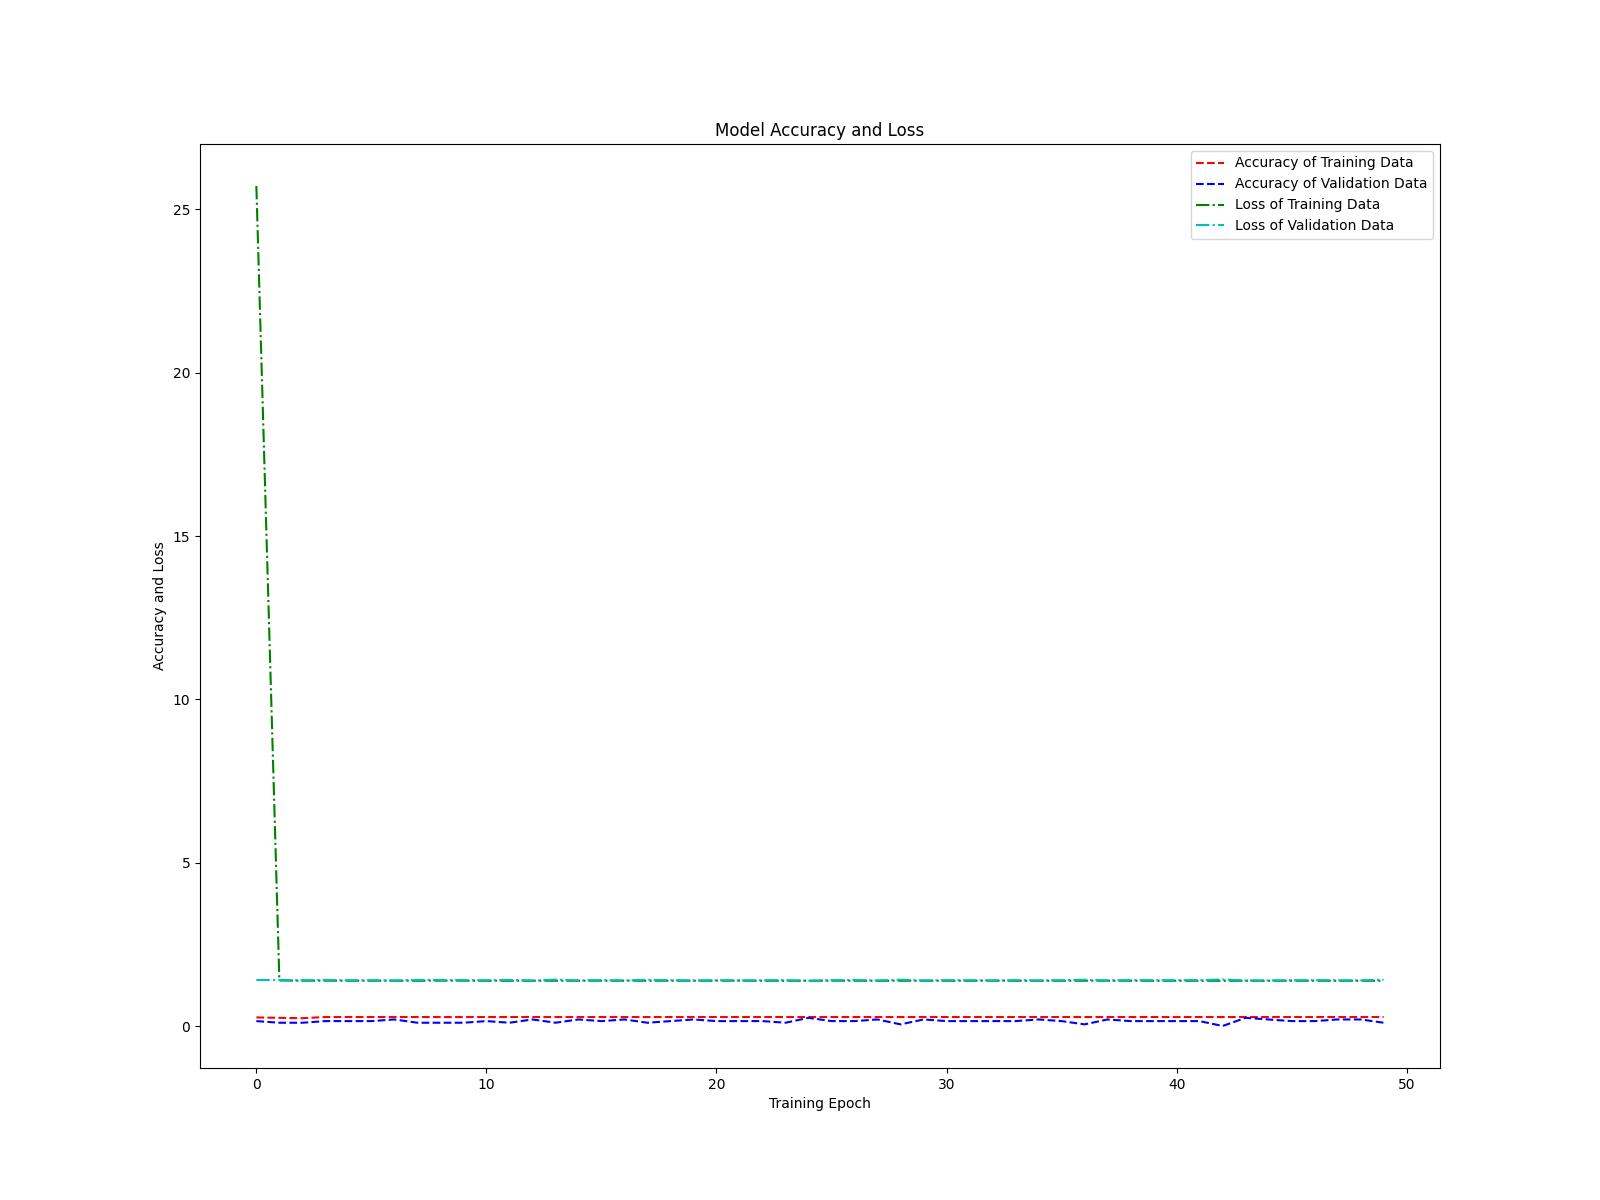 Model Accuracy and Loss
Accuracy of Training Data
Accuracy of Validation Data
Loss of Training Data
Loss of Validation Data
Accuracy and Loss
25
20
15
10
5
0
0 10 20 30 40 50
Training Epoch